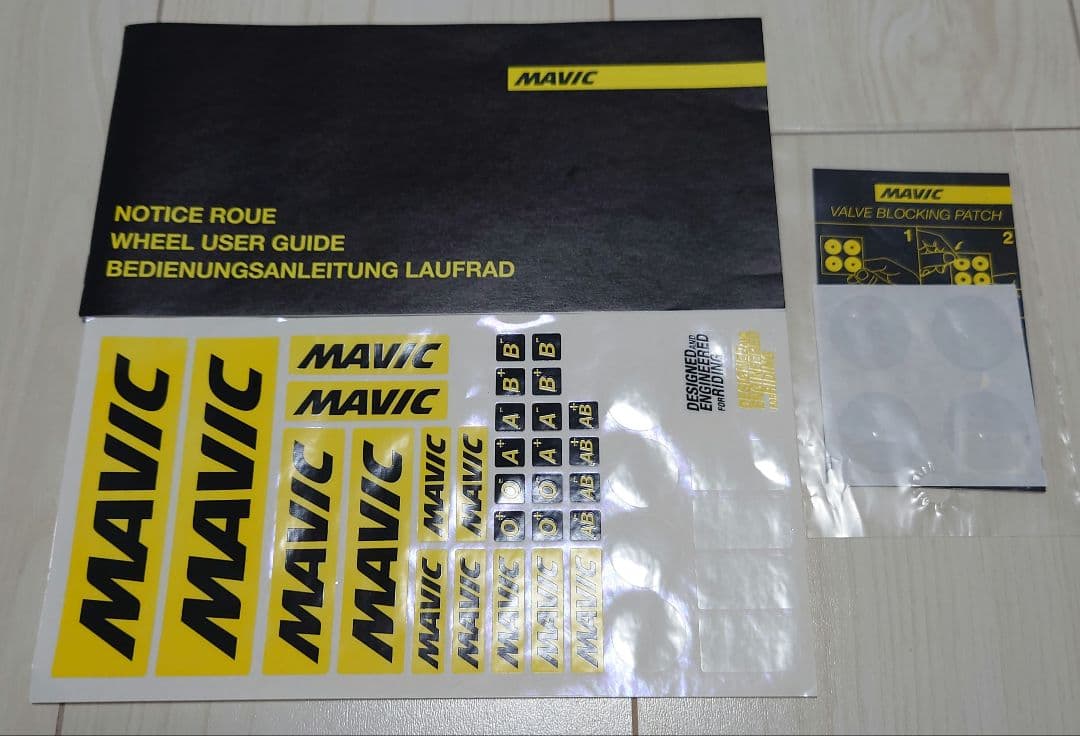 MAVIC
NOTICE ROUE
WHEEL USER GUIDE
BEDIENUNGSANLEITUNG LAUFRAD
MAVIC
VALVE BLOCKING PATCH
1
2
MAVIC
MAVIC
MAVIC
MAVIC
MAVIC
MAVIC
MAVIC
MAVIC
MAVIC
MAVIC
MAVIC
MAVIC
MAVIC
B- B-
B+ B+
A- A- AB+
A+ A+ AB+
O- O- AB-
O+ O+ AB+
DESIGNED AND
ENGINEERED
FOR RIDING